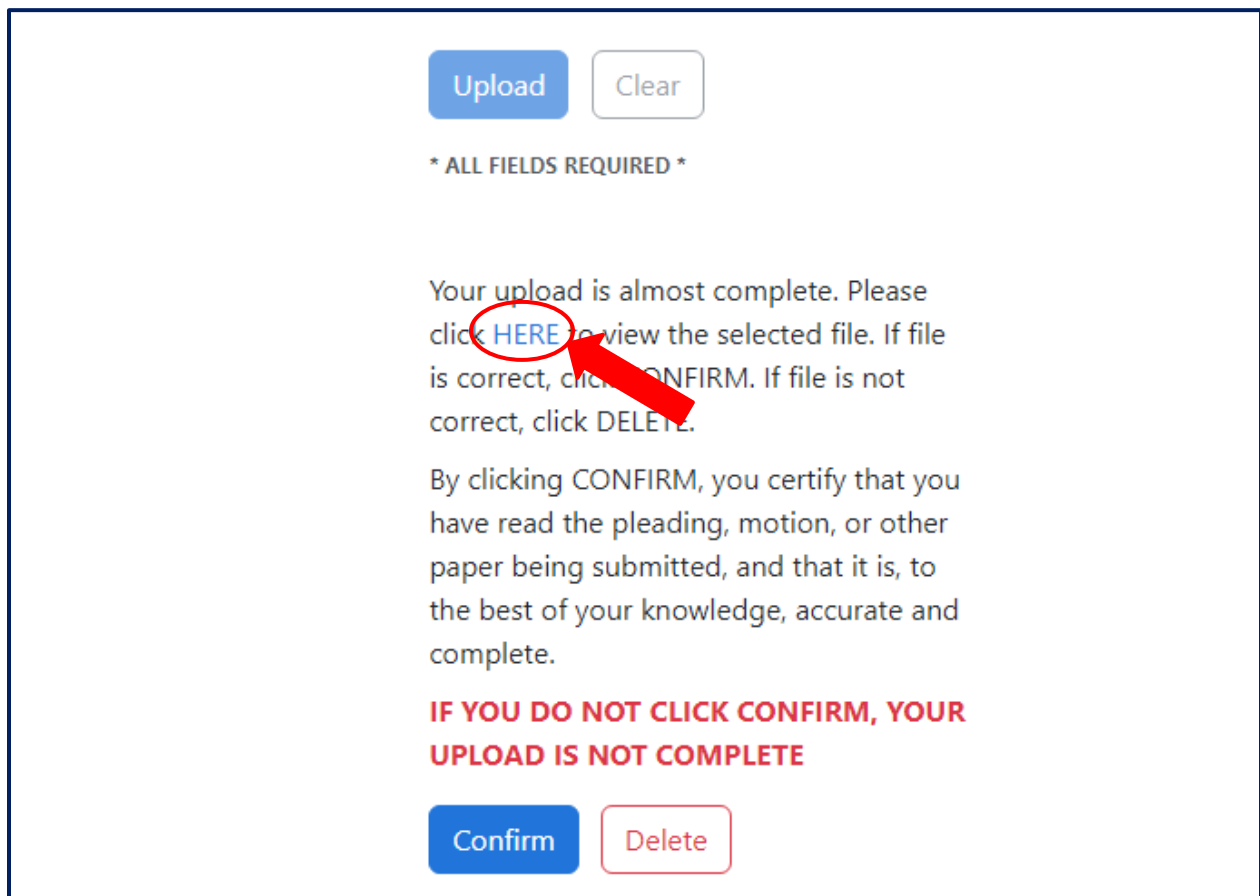 Upload Clear
* ALL FIELDS REQUIRED *
Your upload is almost complete. Please
click HERE to view the selected file. If file
is correct, click CONFIRM. If file is not
correct, click DELETE.
By clicking CONFIRM, you certify that you
have read the pleading, motion, or other
paper being submitted, and that it is, to
the best of your knowledge, accurate and
complete.
IF YOU DO NOT CLICK CONFIRM, YOUR
UPLOAD IS NOT COMPLETE
Confirm Delete